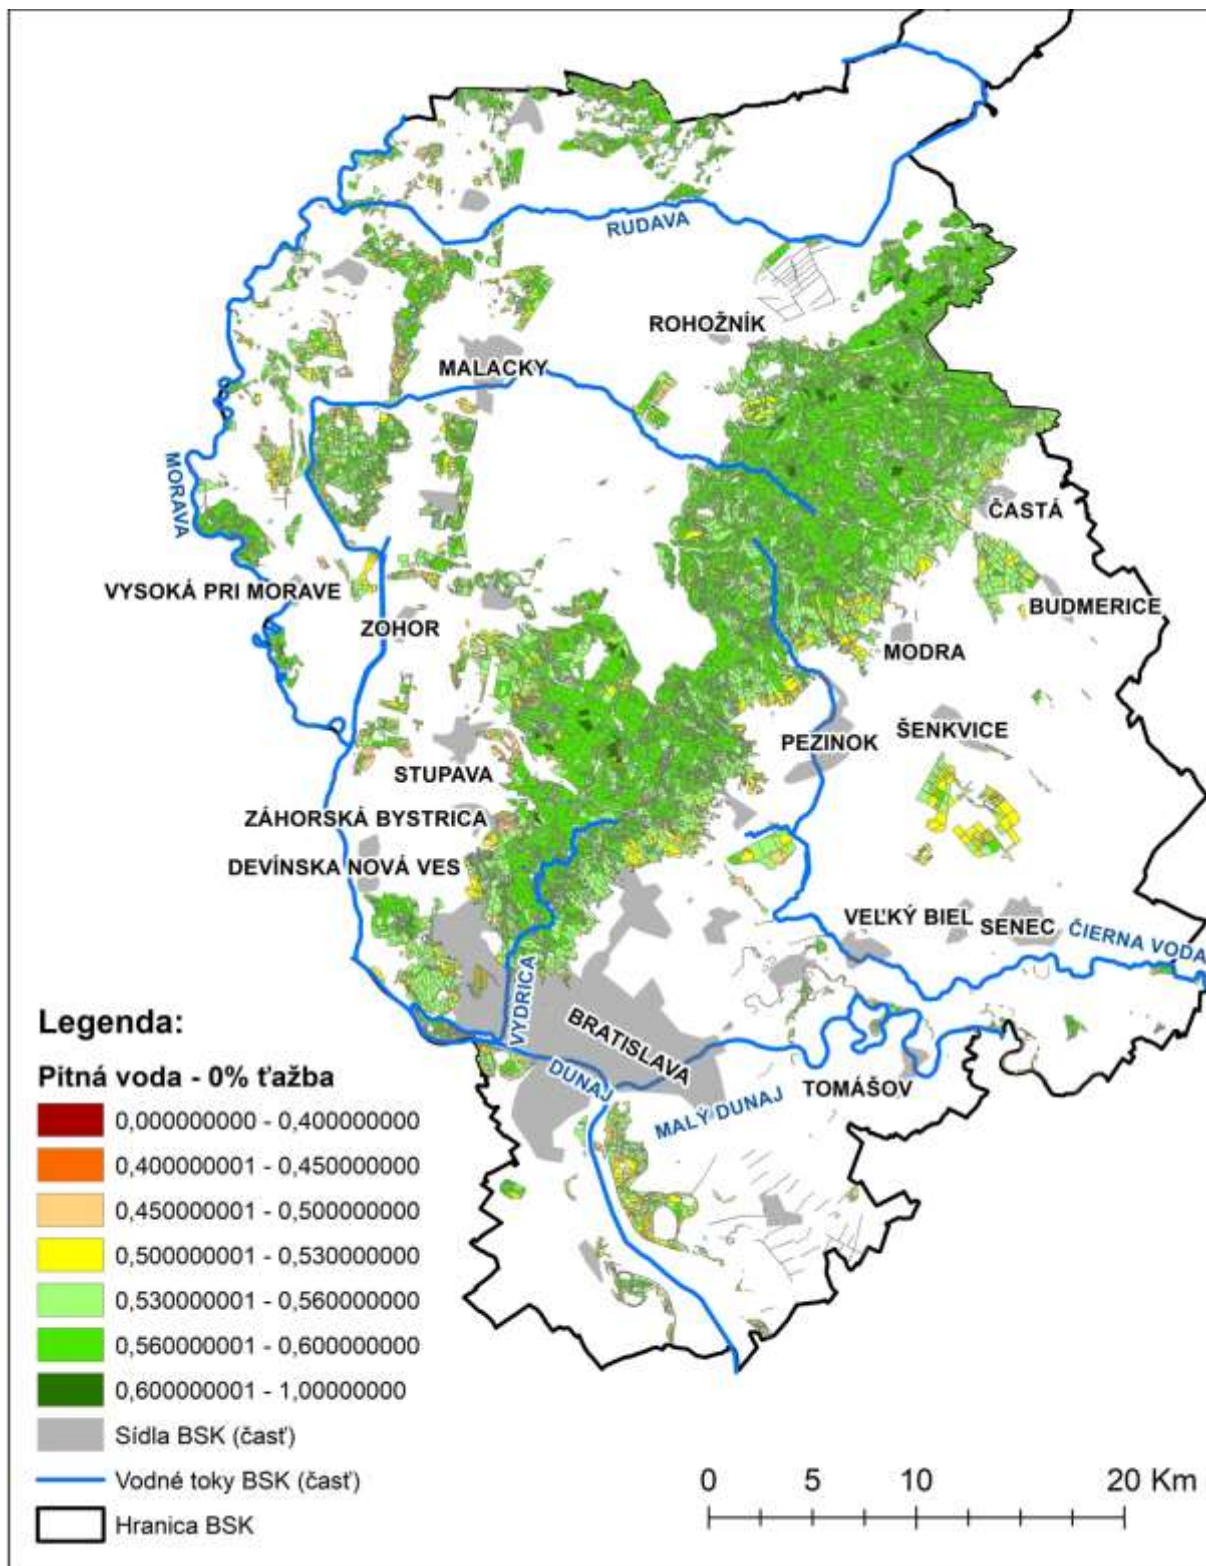 RUDAVA
ROHOŽNÍK
MALACKY
MORAVA
ČASTÁ
VYSOKÁ PRI MORAVE
BUDMERICE
ZOHOR
MODRA
PEZINOK
ŠENKVICE
STUPAVA
ZÁHORSKÁ BYSTRICA
DEVÍNSKA NOVÁ VES
VEĽKÝ BIEL
SENEC
ČIERNA VODA
VYDRICA
BRATISLAVA
DUNAJ
MALÝ DUNAJ
TOMÁŠOV
Legenda:
Pitná voda - 0% ťažba
0,000000000 - 0,400000000
0,400000001 - 0,450000000
0,450000001 - 0,500000000
0,500000001 - 0,530000000
0,530000001 - 0,560000000
0,560000001 - 0,600000000
0,600000001 - 1,00000000
Sídla BSK (časť)
Vodné toky BSK (časť)
Hranica BSK
0 5 10 20 Km